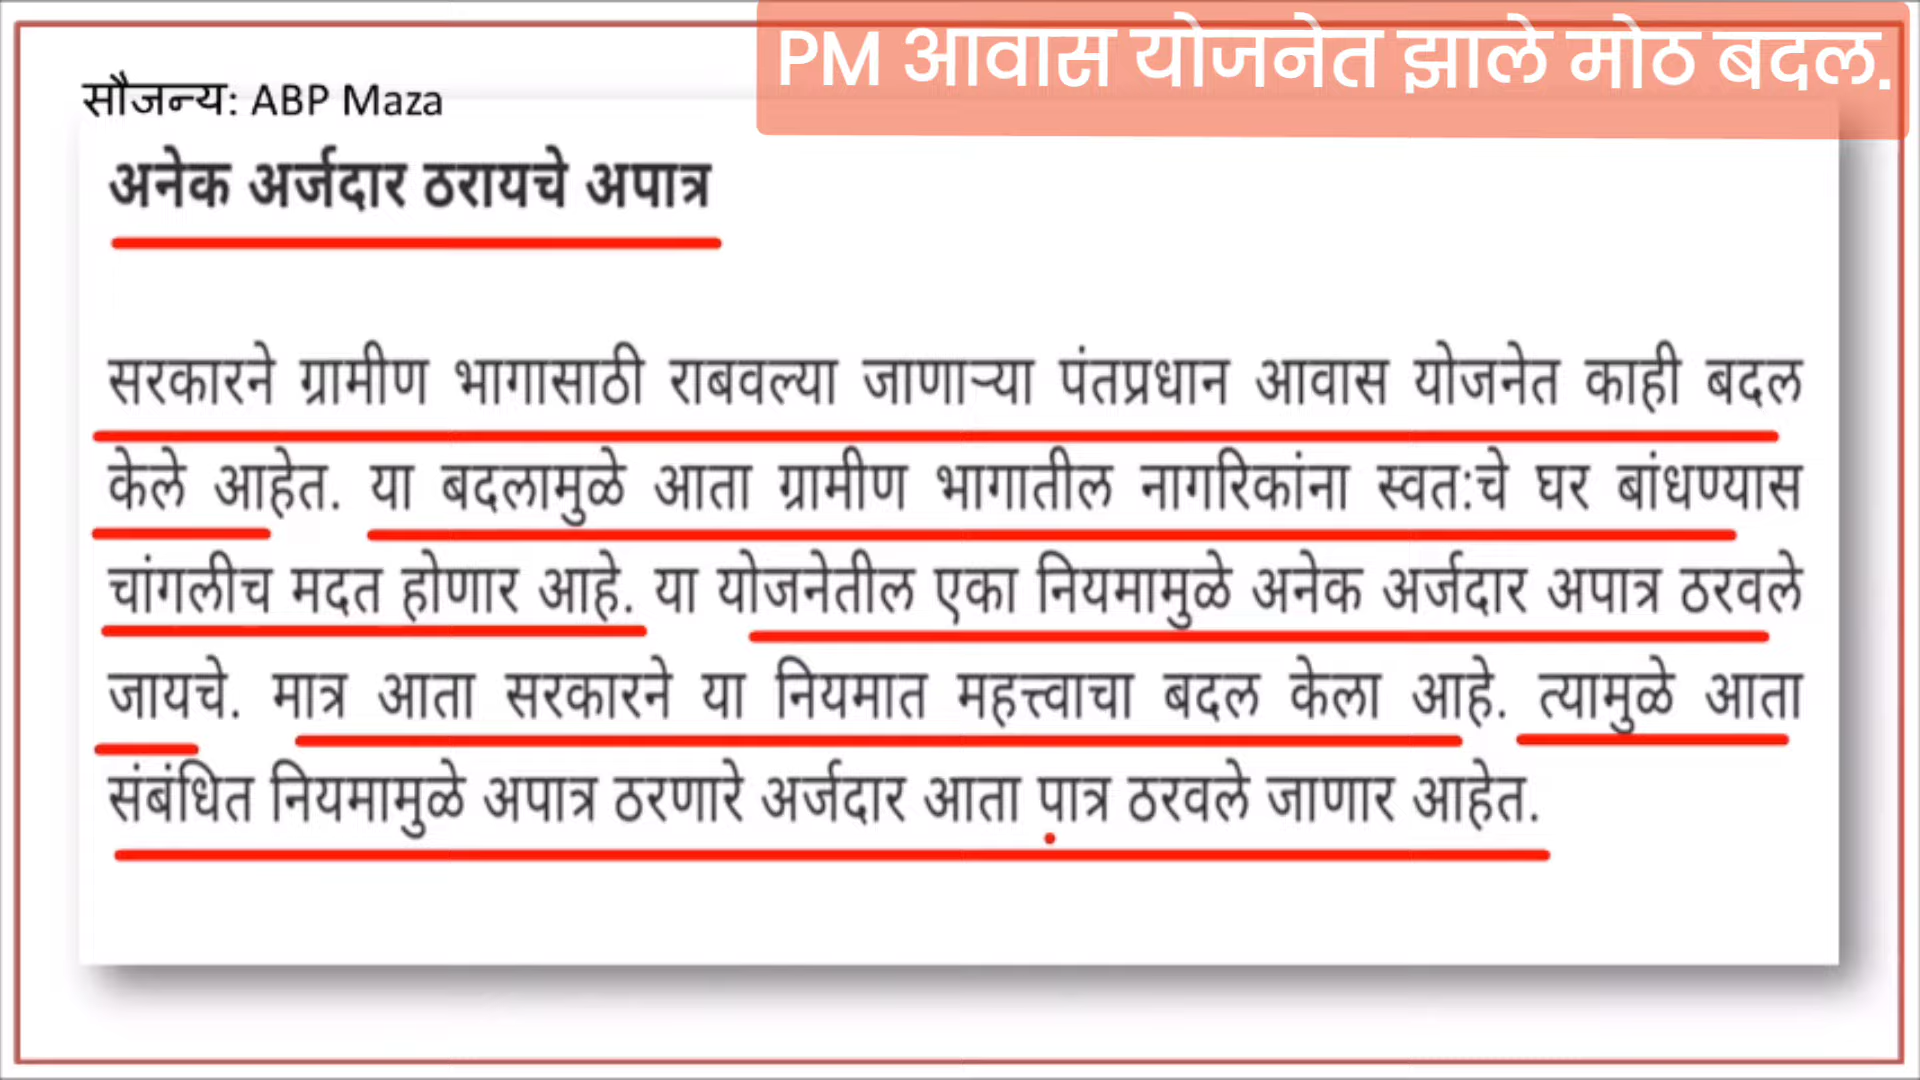 PM आवास योजनेत झाले मोठ बदल.
सौजन्य: ABP Maza
अनेक अर्जदार ठरायचे अपात्र
सरकारने ग्रामीण भागासाठी राबवल्या जाणाऱ्या पंतप्रधान आवास योजनेत काही बदल
केले आहेत. या बदलामुळे आता ग्रामीण भागातील नागरिकांना स्वत:चे घर बांधण्यास
चांगलीच मदत होणार आहे. या योजनेतील एका नियमामुळे अनेक अर्जदार अपात्र ठरवले
जायचे. मात्र आता सरकारने या नियमात महत्त्वाचा बदल केला आहे. त्यामुळे आता
संबंधित नियमामुळे अपात्र ठरणारे अर्जदार आता पात्र ठरवले जाणार आहेत.